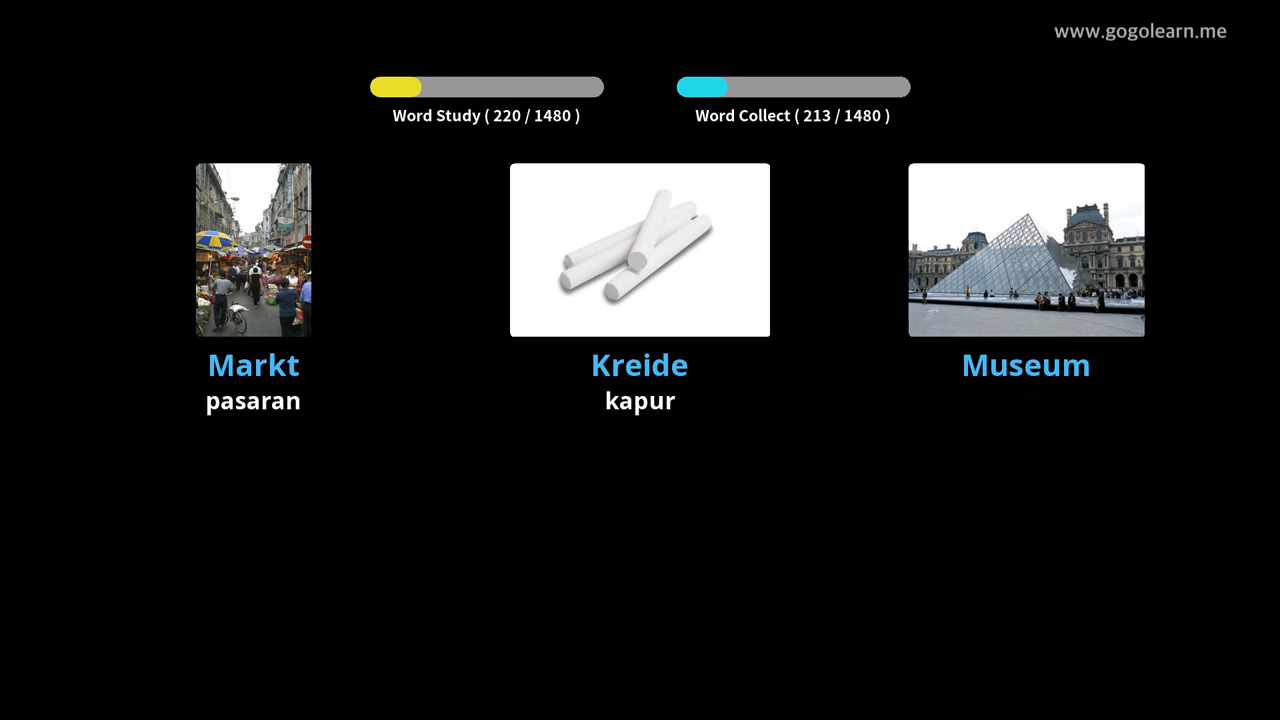 www.gogolearn.me
Word Study ( 220 / 1480 )
Word Collect ( 213 / 1480 )
Markt
Kreide
Museum
pasaran
kapur